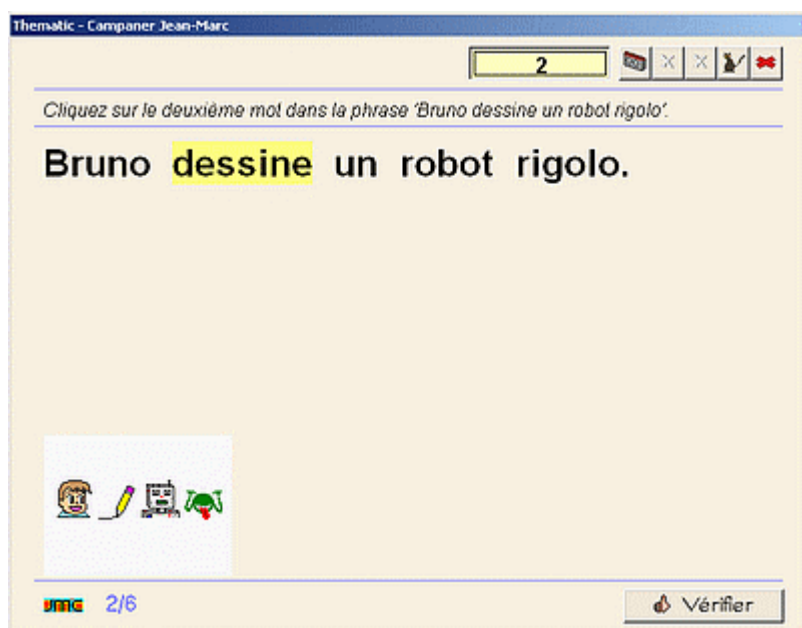 Thematic - Campaner Jean-Marc
2
Cliquez sur le deuxième mot dans la phrase 'Bruno dessine un robot rigolo'.
Bruno dessine un robot rigolo.
JMC 2/6 Vérifier